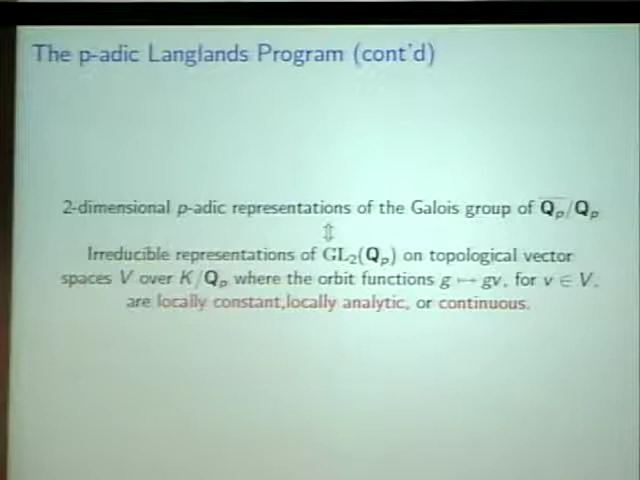 The p-adic Langlands Program (cont'd)
2-dimensional p-adic representations of the Galois group of Q̅ₚ/Qₚ
⇕
Irreducible representations of GL₂(Qₚ) on topological vector
spaces V over K/Qₚ where the orbit functions g ↦ gv, for v ∈ V,
are locally constant,locally analytic, or continuous.